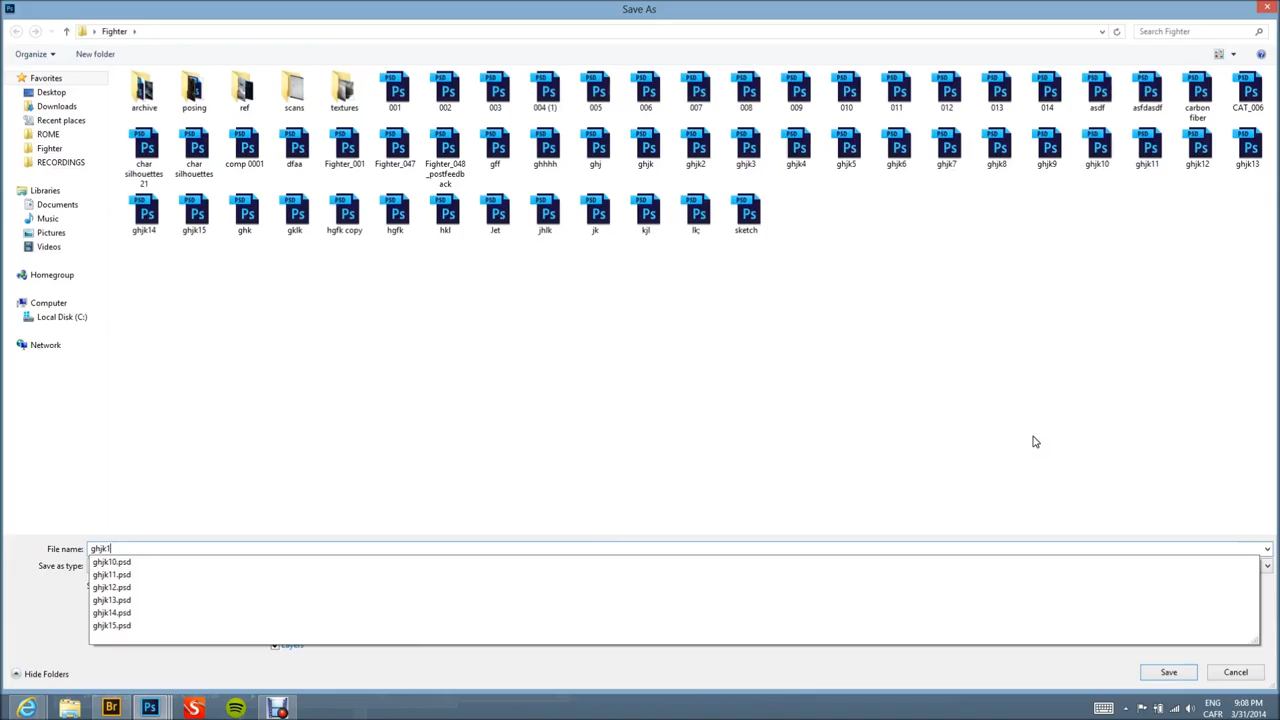 Save As
Fighter
Search Fighter
Organize
New folder
Favorites
Desktop
Downloads
Recent places
ROME
Fighter
RECORDINGS
Libraries
Documents
Music
Pictures
Videos
Homegroup
Computer
Local Disk (C:)
Network
archive posing ref scans textures 001 002 003 004 (1) 005 006 007 008 009 010 011 012 013 014 asdf asfdasdf carbon fiber CAT_006
char silhouettes 21 char silhouettes comp 0001 dfaa Fighter_001 Fighter_047 Fighter_048_postfeedback gff ghhhh ghj ghjk ghjk2 ghjk3 ghjk4 ghjk5 ghjk6 ghjk7 ghjk8 ghjk9 ghjk10 ghjk11 ghjk12 ghjk13
ghjk14 ghjk15 ghk gklk hgfk copy hgfk hkl Jet jhlk jk kjl lk; sketch
File name: ghjk1
Save as type:
ghjk10.psd
ghjk11.psd
ghjk12.psd
ghjk13.psd
ghjk14.psd
ghjk15.psd
Layers
Hide Folders
Save
Cancel
ENG 9:08 PM
CAFR 3/31/2014